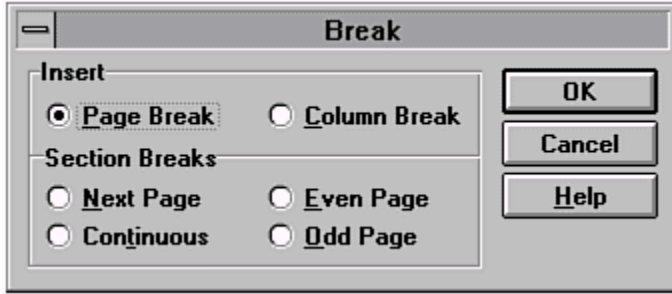 Break
Insert
Page Break Column Break
Section Breaks
Next Page Even Page
Continuous Odd Page
OK
Cancel
Help